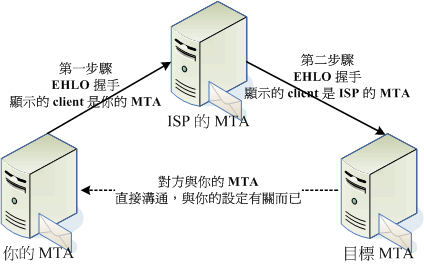 第一步驟
EHLO 握手
顯示的 client 是你的 MTA
第二步驟
EHLO 握手
顯示的 client 是 ISP 的 MTA
ISP 的 MTA
對方與你的 MTA
直接溝通，與你的設定有關而已
你的 MTA
目標 MTA